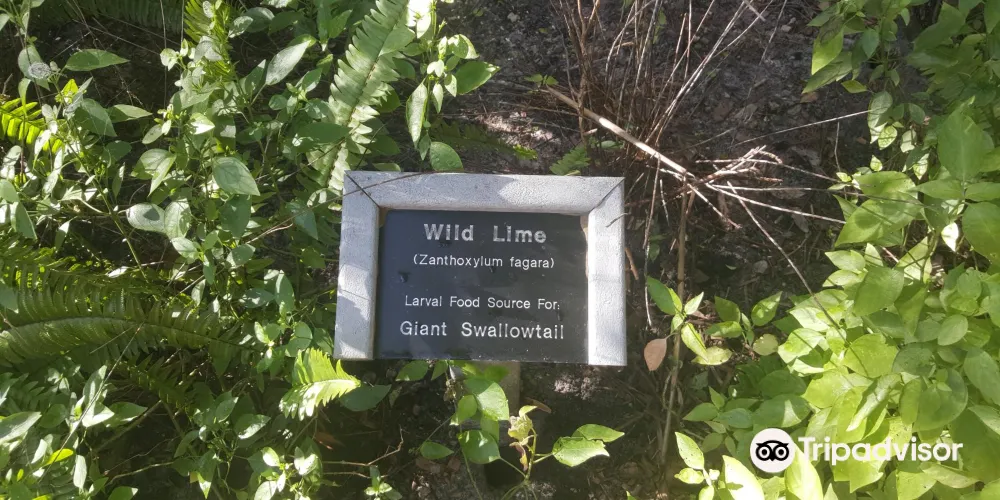 Wild Lime
(Zanthoxylum fagara)
Larval Food Source For:
Giant Swallowtail
Tripadvisor